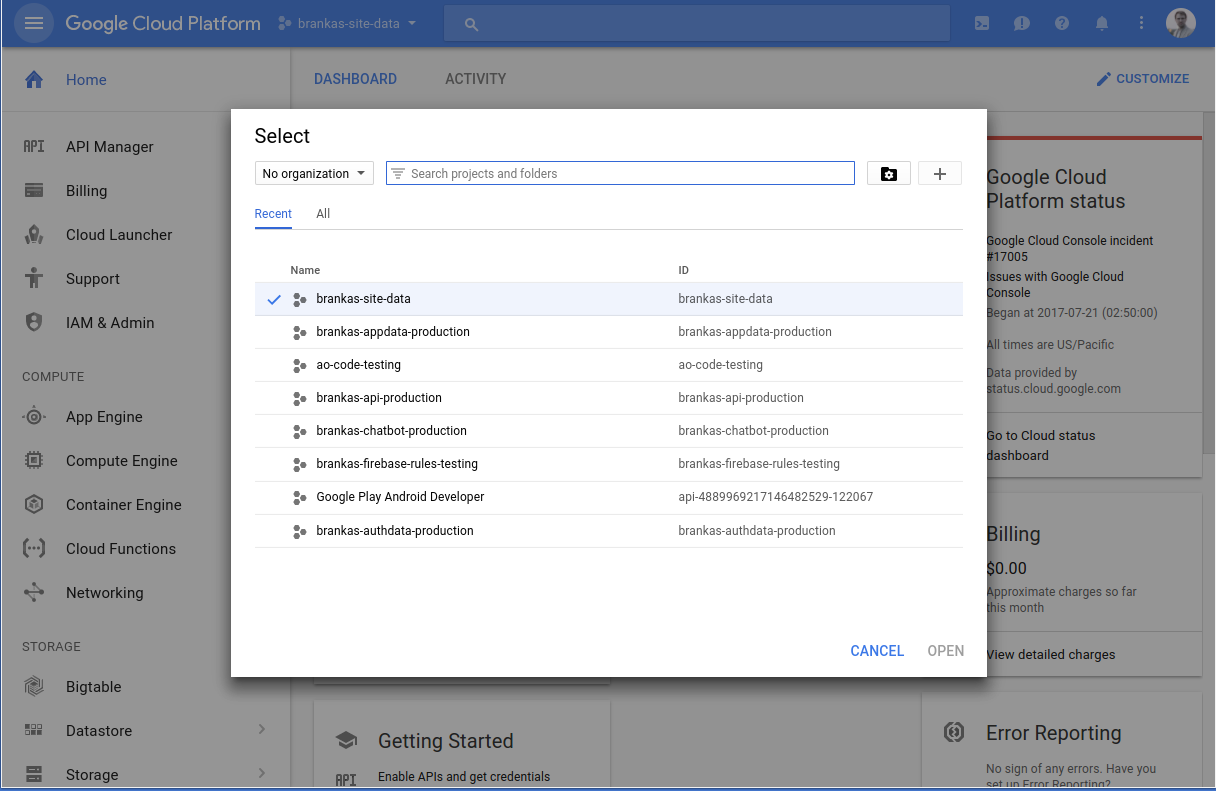 Google Cloud Platform
brankas-site-data
Home
DASHBOARD
ACTIVITY
CUSTOMIZE
API
API Manager
Billing
Cloud Launcher
Support
IAM & Admin
COMPUTE
App Engine
Compute Engine
Container Engine
Cloud Functions
Networking
STORAGE
Bigtable
Datastore
Storage
Select
No organization
Search projects and folders
Recent
All
Name
ID
brankas-site-data
brankas-site-data
brankas-appdata-production
brankas-appdata-production
ao-code-testing
ao-code-testing
brankas-api-production
brankas-api-production
brankas-chatbot-production
brankas-chatbot-production
brankas-firebase-rules-testing
brankas-firebase-rules-testing
Google Play Android Developer
api-4889969217146482529-122067
brankas-authdata-production
brankas-authdata-production
CANCEL
OPEN
Google Cloud
Platform status
Google Cloud Console incident
#17005
Issues with Google Cloud
Console
Began at 2017-07-21 (02:50:00)
All times are US/Pacific
Data provided by
status.cloud.google.com
Go to Cloud status
dashboard
Billing
$0.00
Approximate charges so far
this month
View detailed charges
Getting Started
API
Enable APIs and get credentials
Error Reporting
No sign of any errors. Have you
set up Error Reporting?